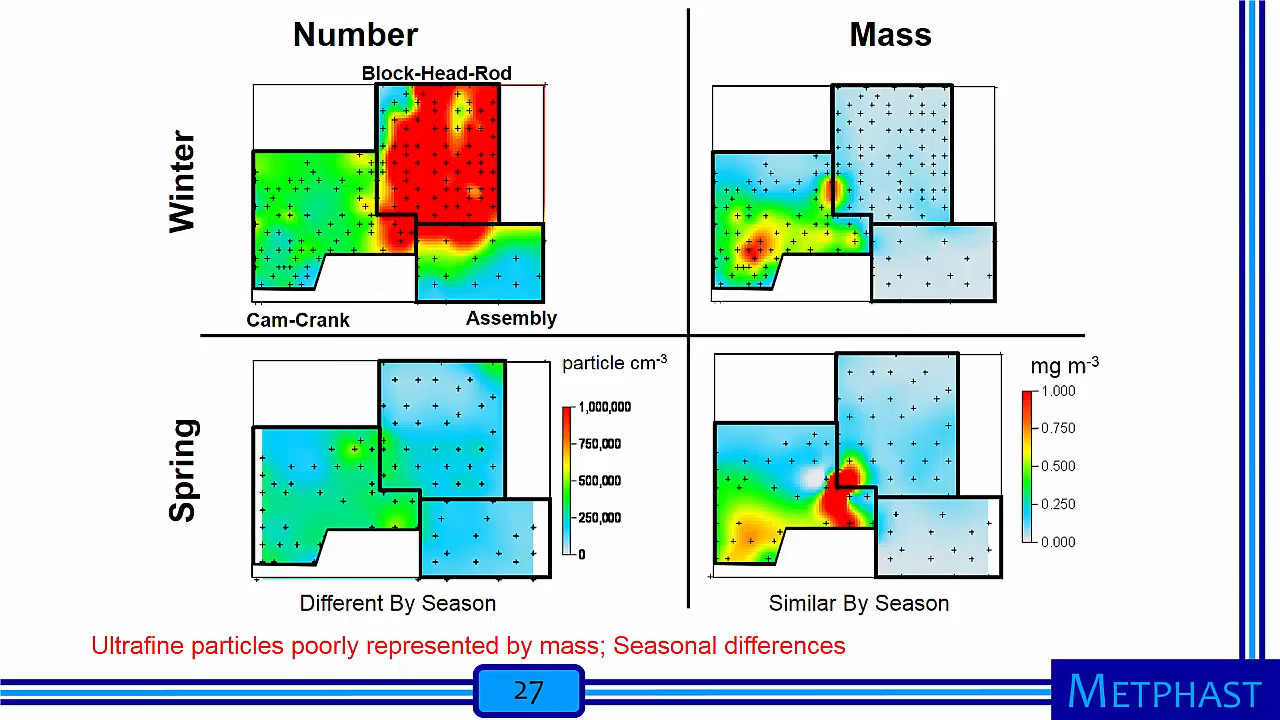 Number
Mass
Block-Head-Rod
Winter
Cam-Crank
Assembly
particle cm-3
1,000,000
750,000
500,000
250,000
0
mg m-3
1.000
0.750
0.500
0.250
0.000
Spring
Different By Season
Similar By Season
Ultrafine particles poorly represented by mass; Seasonal differences
27
METPHAST